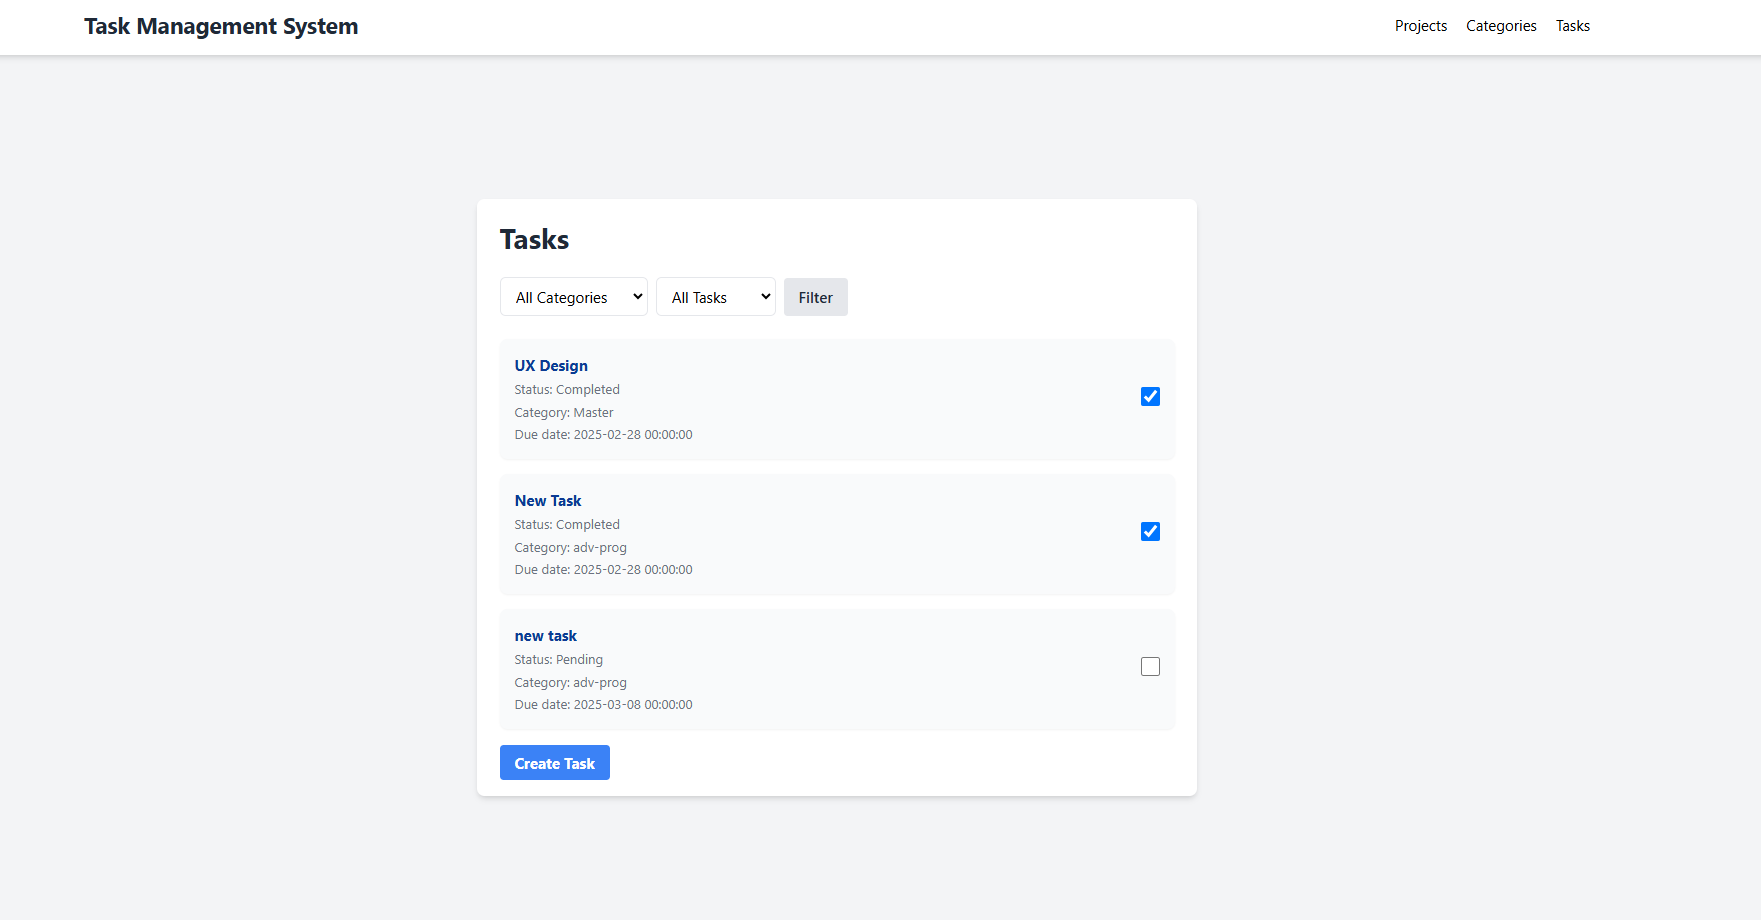 Task Management System
Projects Categories Tasks
Tasks
All Categories All Tasks Filter
UX Design
Status: Completed
Category: Master
Due date: 2025-02-28 00:00:00
New Task
Status: Completed
Category: adv-prog
Due date: 2025-02-28 00:00:00
new task
Status: Pending
Category: adv-prog
Due date: 2025-03-08 00:00:00
Create Task